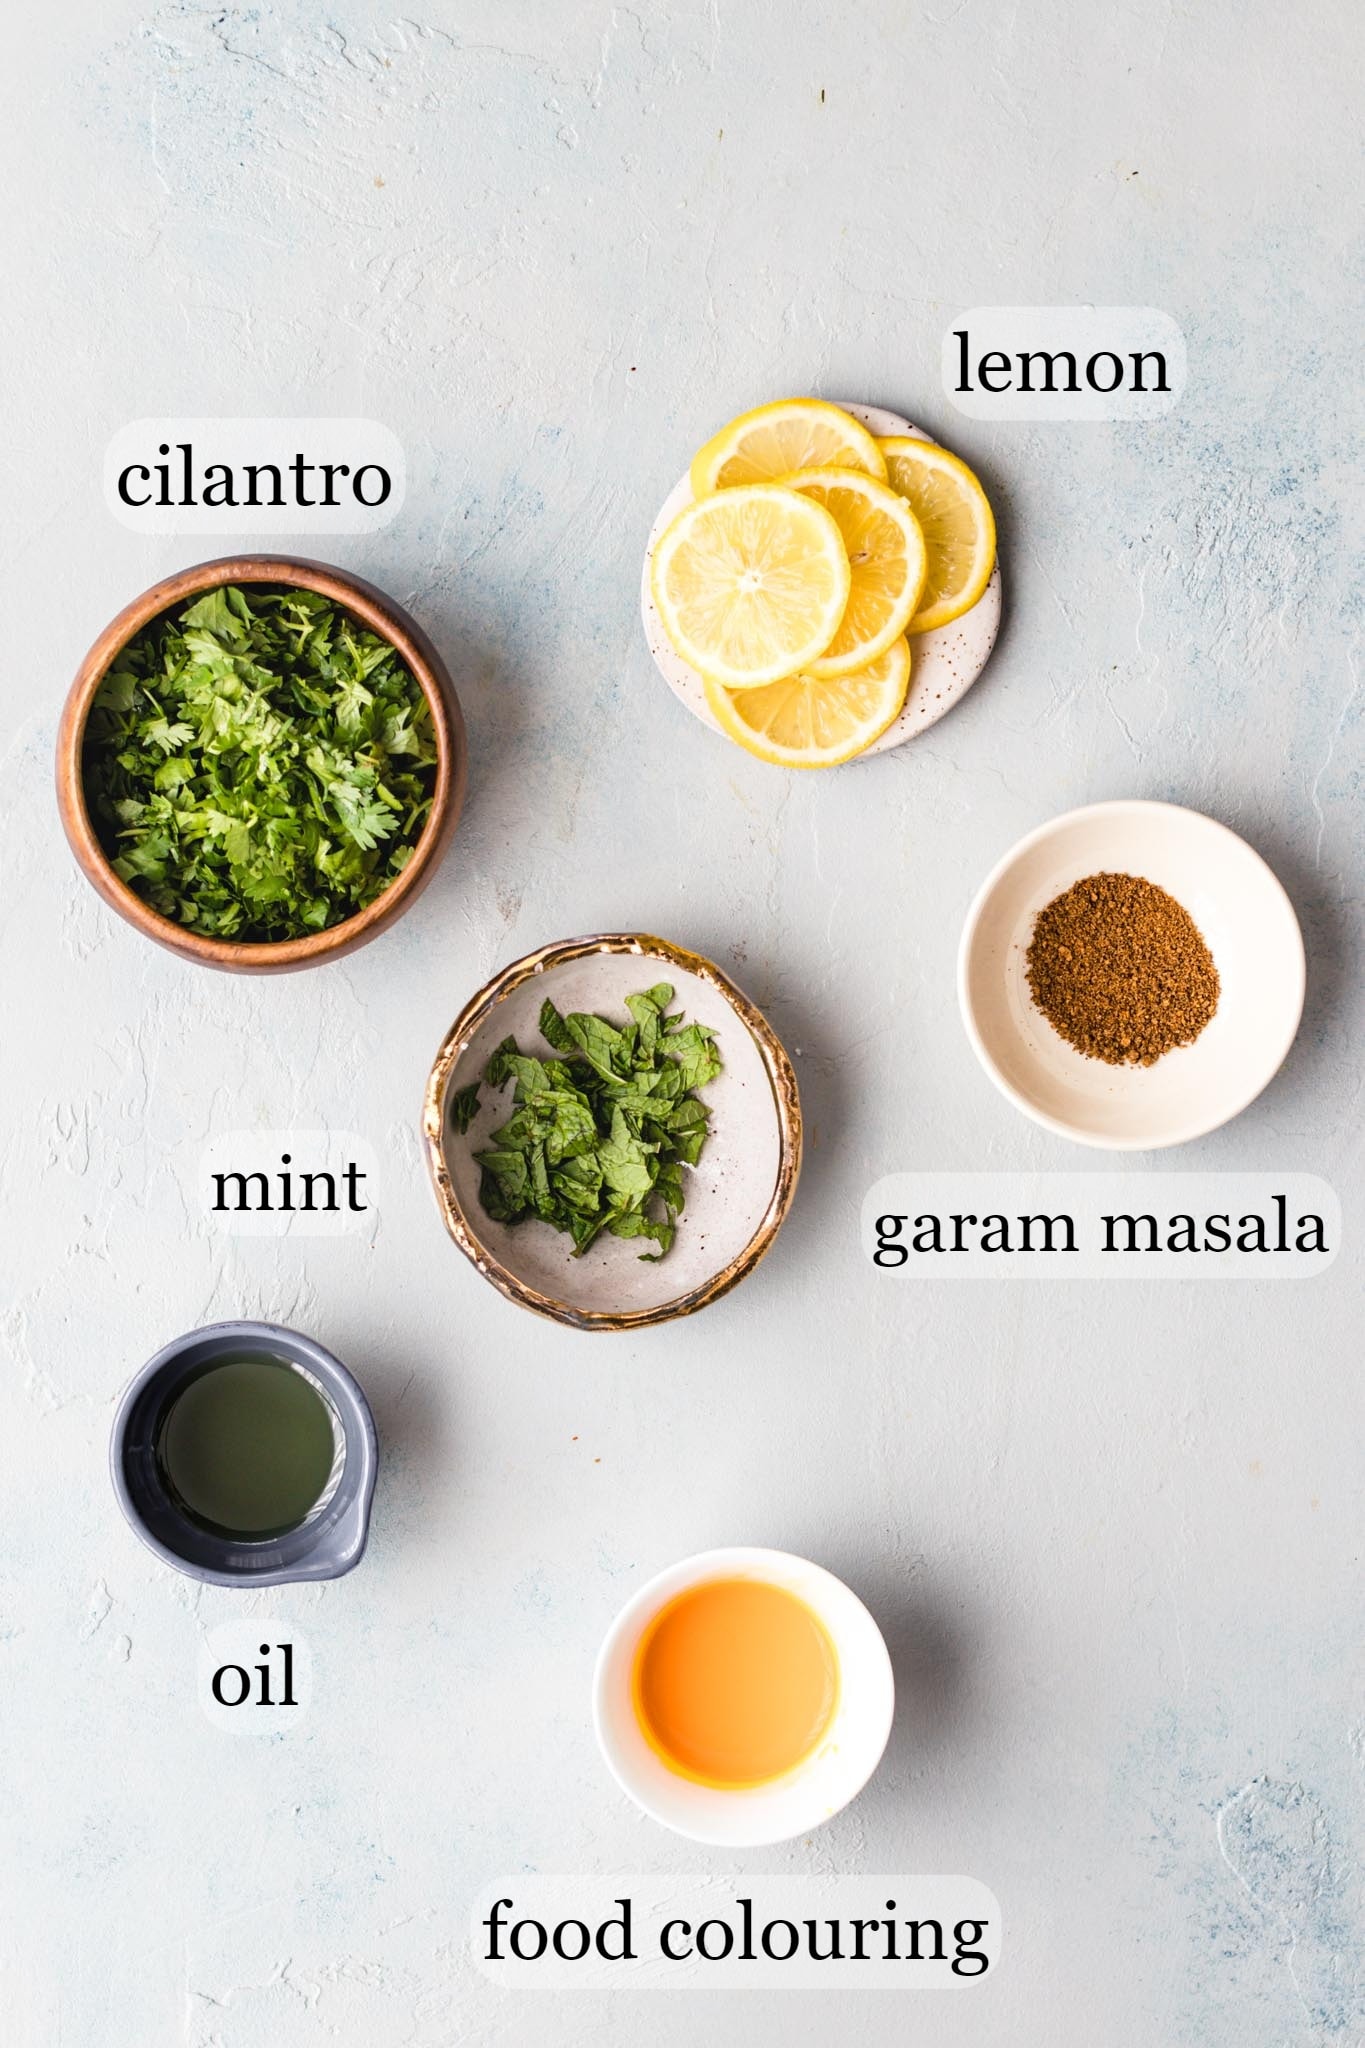 lemon
cilantro
mint
garam masala
oil
food colouring